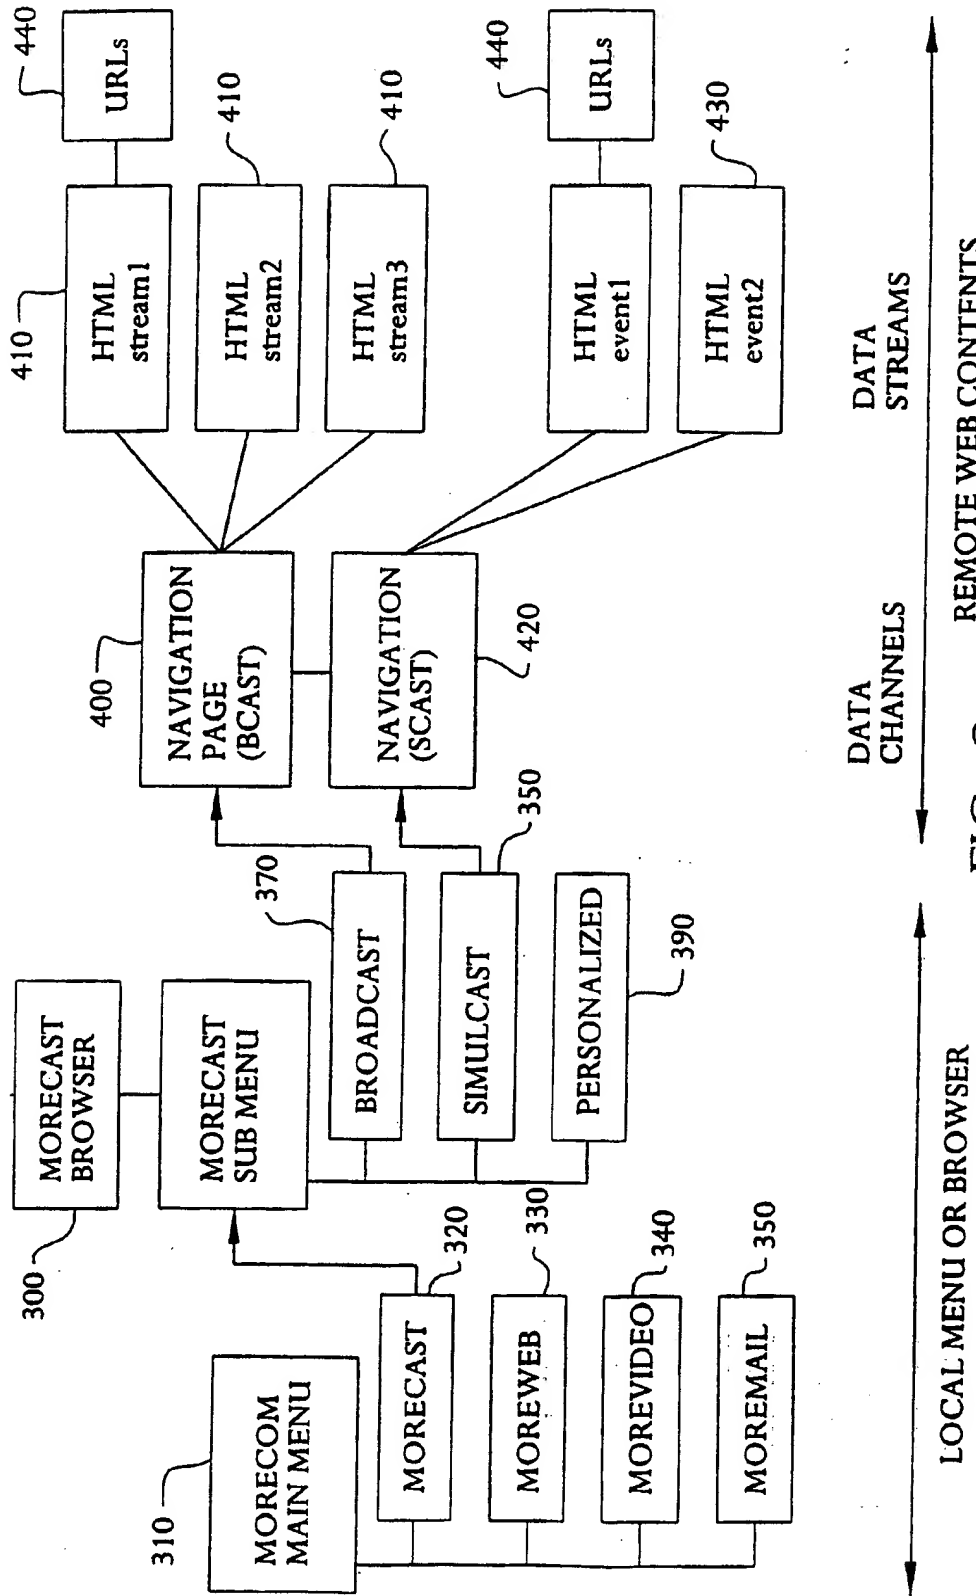 310
MORECOM
MAIN MENU
MORECAST
320
MOREWEB
330
MOREVIDEO
340
MOREMAIL
350
300
MORECAST
BROWSER
MORECAST
SUB MENU
370
BROADCAST
SIMULCAST
350
PERSONALIZED
390
400
NAVIGATION
PAGE
(BCAST)
NAVIGATION
(SCAST)
420
410
HTML
stream1
440
URLs
HTML
stream2
410
HTML
stream3
410
HTML
event1
440
URLs
HTML
event2
430
DATA
CHANNELS
DATA
STREAMS
LOCAL MENU OR BROWSER
REMOTE WEB CONTENTS
FIG.